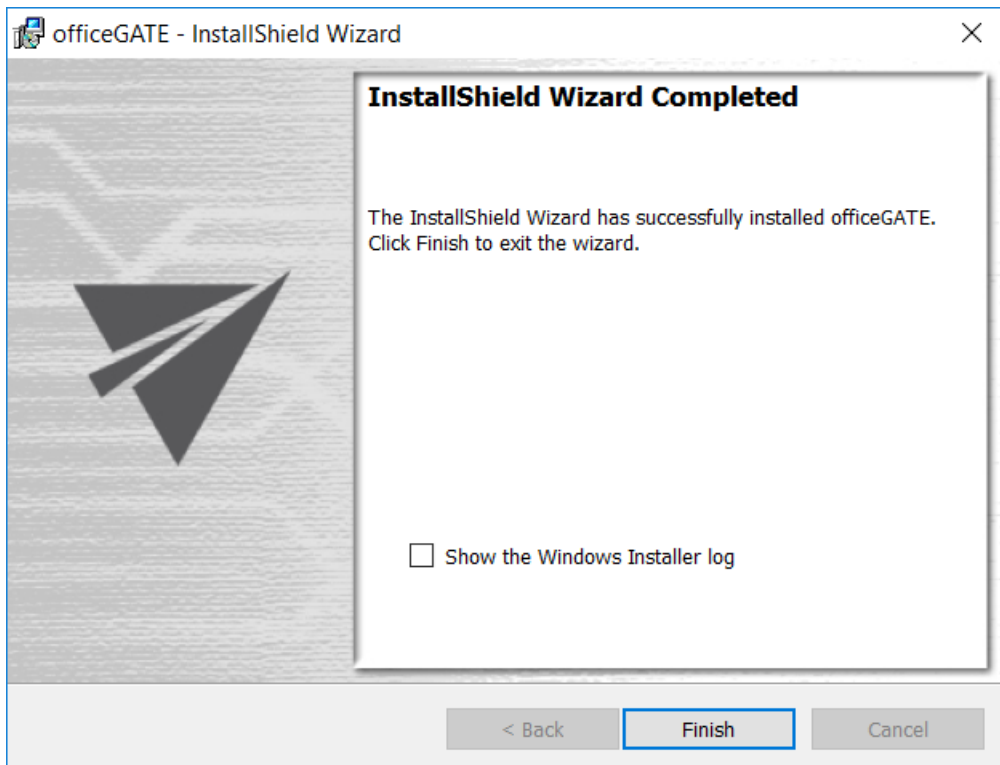 officeGATE - InstallShield Wizard
InstallShield Wizard Completed
The InstallShield Wizard has successfully installed officeGATE.
Click Finish to exit the wizard.
Show the Windows Installer log
< Back
Finish
Cancel